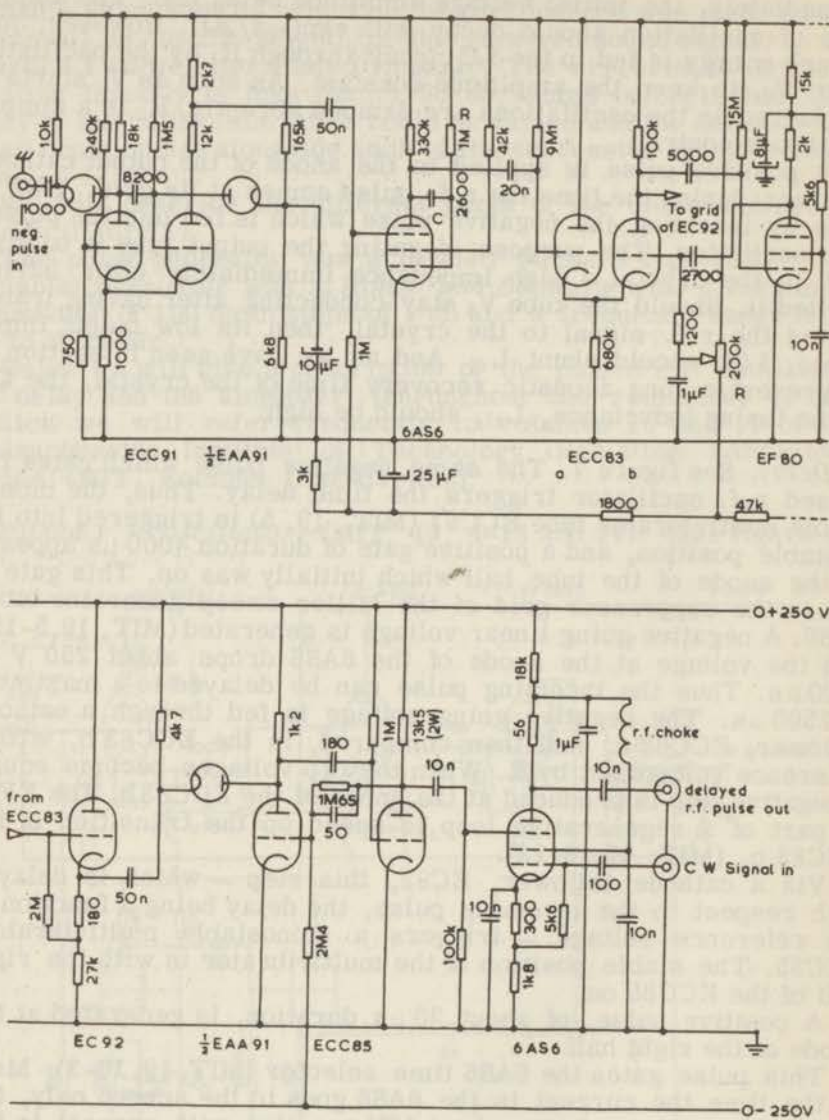 2k7
10k
240k
18k
1M5
12k
50n
165k
330k
R
1M
42k
9M1
100k
15M
15k
8µF
2k
5k6
8200
1000
neg.
pulse
in
2600
C
20n
5000
To grid
of EC92
2700
750
1000
6k8
10µF
1M
680k
1200
1µF
200k
R
10n
6AS6
ECC91
½EAA91
ECC83
EF80
a
b
3k
25µF
1800
47k
0+250 V
4k7
1k2
180
1M
13k5
(2W)
18k
56
1µF
r.f. choke
10n
from
ECC83
1M65
50
10n
delayed
r.f. pulse out
C W Signal in
100
2M
180
50n
27k
2M4
100k
10n
300
5k6
10n
1k8
EC 92
½EAA 91
ECC85
6AS6
0- 250V